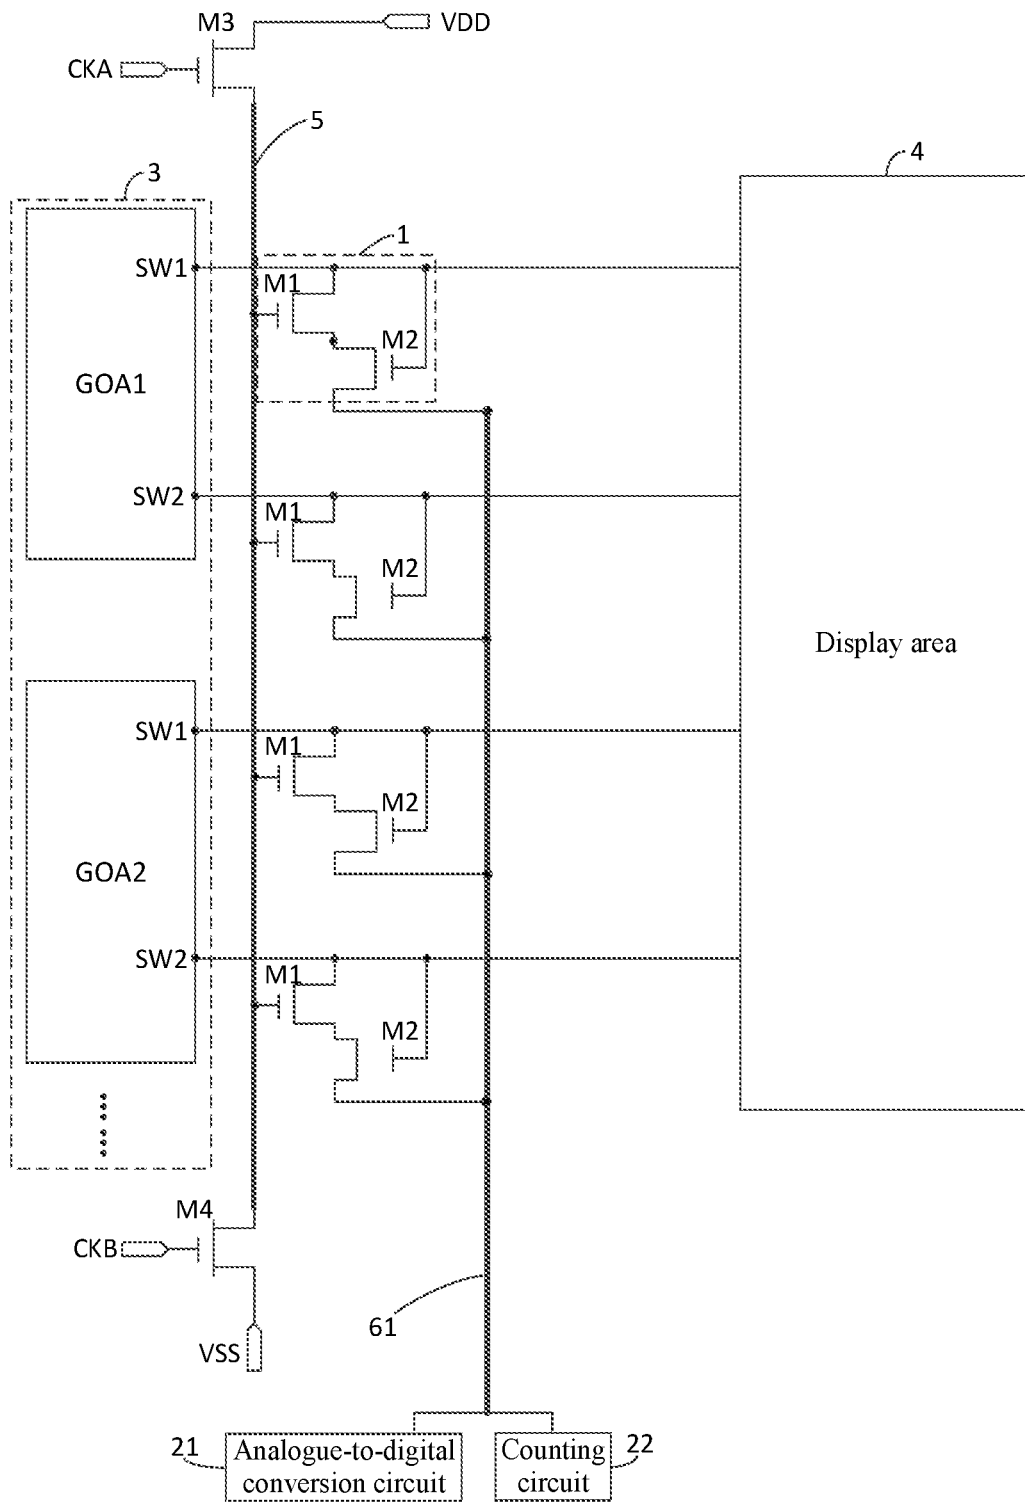 M3
VDD
CKA
5
4
3
1
SW1
M1
M2
GOA1
SW2
M1
M2
Display area
SW1
M1
M2
GOA2
SW2
M1
M2
M4
CKB
61
VSS
21
Analogue-to-digital
conversion circuit
Counting
circuit
22